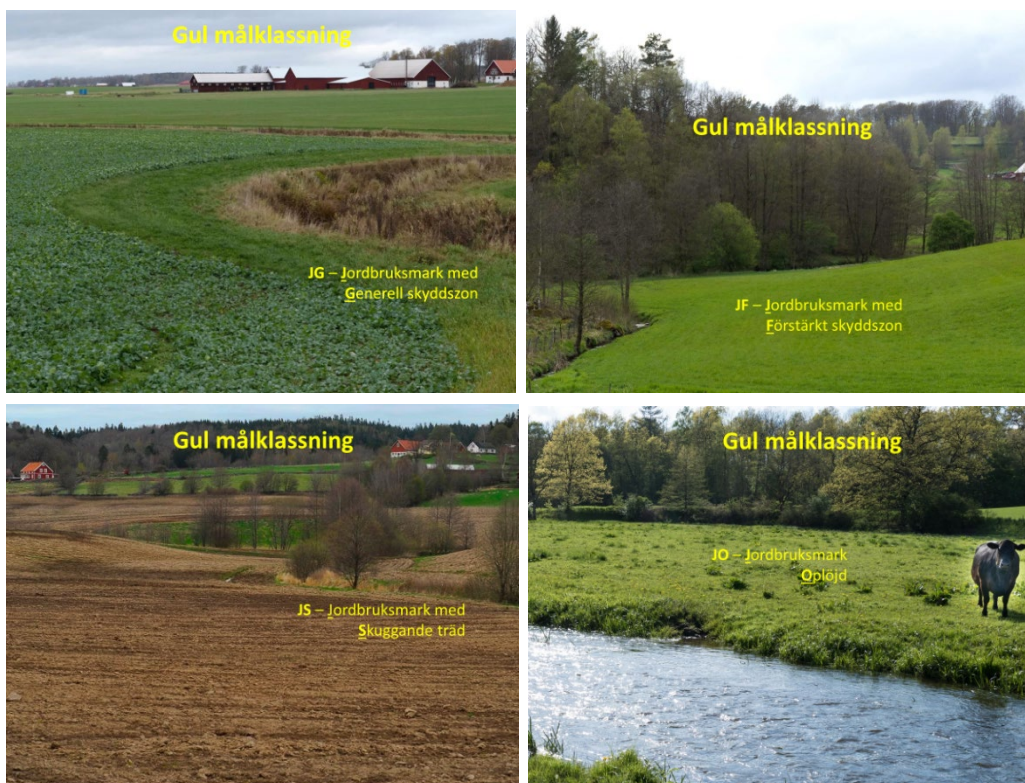 Gul målklassning
JG – Jordbruksmark med
Generell skyddszon
Gul målklassning
JF – Jordbruksmark med
Förstärkt skyddszon
Gul målklassning
JS – Jordbruksmark med
Skuggande träd
Gul målklassning
JO – Jordbruksmark
Oplöjd